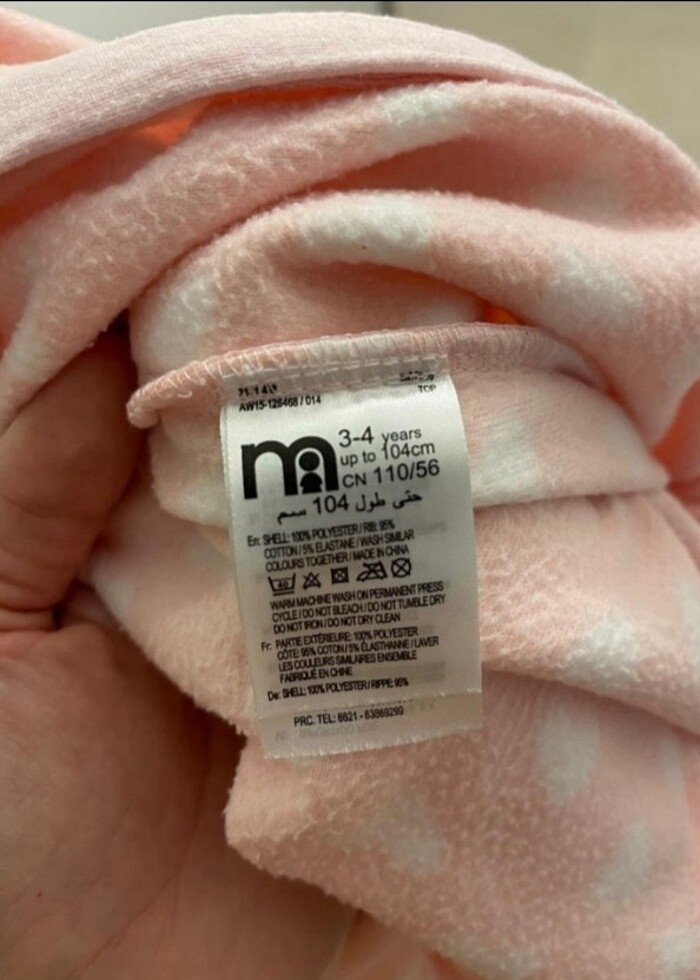 AW15-126468 / 014
TOP
3-4 years
up to 104cm
CN 110/56
حتى طول 104 سم
En: SHELL: 100% POLYESTER / RIB: 95%
COTTON / 5% ELASTANE / WASH SIMILAR
COLOURS TOGETHER / MADE IN CHINA
40
WARM MACHINE WASH ON PERMANENT PRESS
CYCLE / DO NOT BLEACH / DO NOT TUMBLE DRY
DO NOT IRON / DO NOT DRY CLEAN
Fr: PARTIE EXTÉRIEURE: 100% POLYESTER
CÔTE: 95% COTON / 5% ÉLASTHANNE / LAVER
LES COULEURS SIMILAIRES ENSEMBLE
FABRIQUÉ EN CHINE
De: SHELL: 100% POLYESTER / RIPPE: 95%
PRC. TEL: 8621 - 63869299